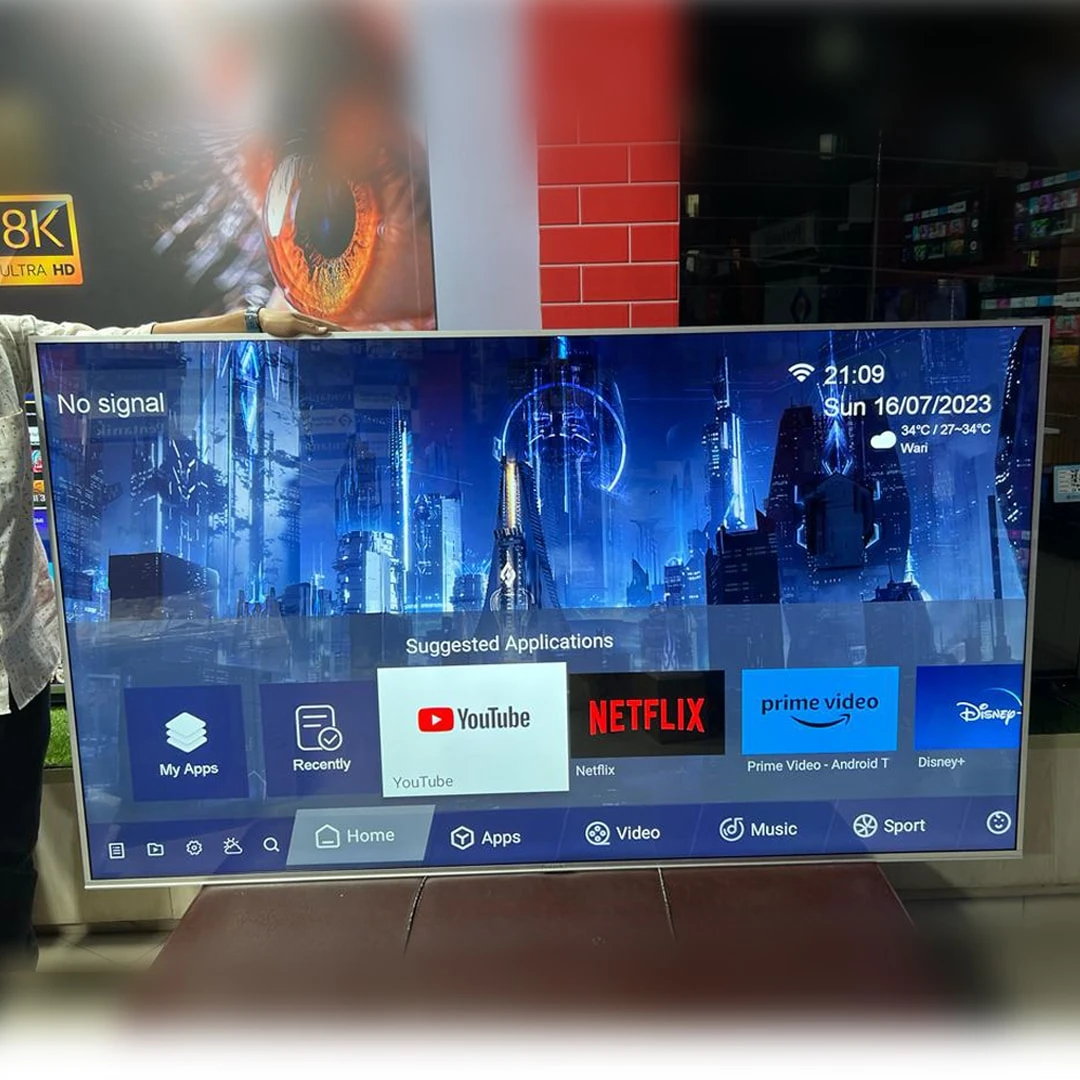 8K
ULTRA HD
No signal
21:09
Sun 16/07/2023
34°C / 27~34°C
Wari
Suggested Applications
My Apps
Recently
YouTube
YouTube
NETFLIX
Netflix
prime video
Prime Video - Android T
Disney+
Disney+
Home
Apps
Video
Music
Sport